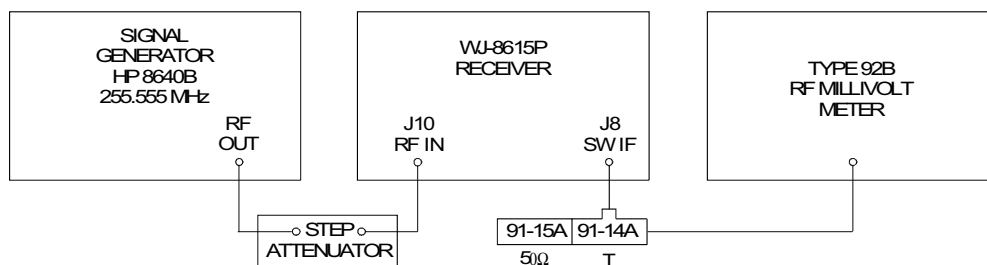 SIGNAL
GENERATOR
HP 8640B
255.555 MHz
RF
OUT
WJ-8615P
RECEIVER
J10
RF IN
J8
SW IF
TYPE 92B
RF MILLIVOLT
METER
STEP
ATTENUATOR
91-15A
91-14A
50Ω
T